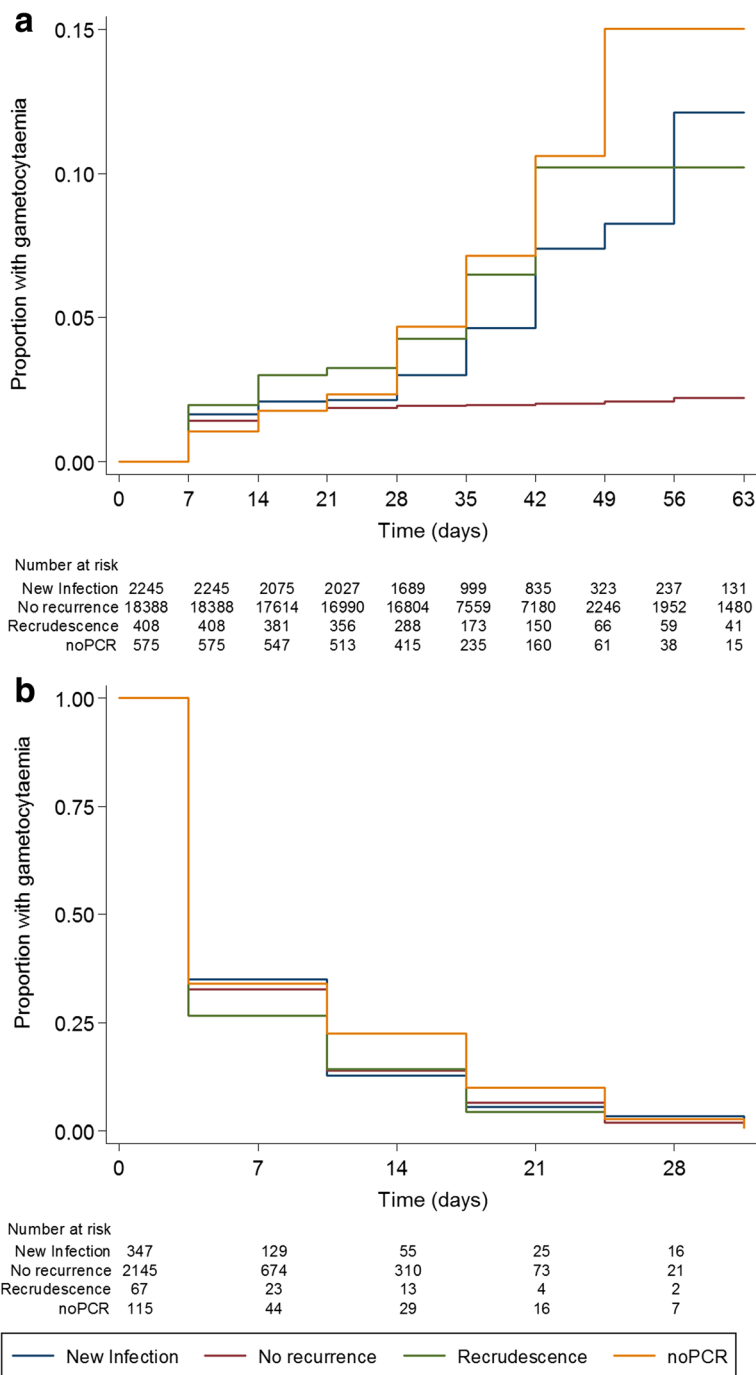 a
Proportion with gametocytaemia
0.15
0.10
0.05
0.00
0 7 14 21 28 35 42 49 56 63
Time (days)
Number at risk
New Infection 2245 2245 2075 2027 1689 999 835 323 237 131
No recurrence 18388 18388 17614 16990 16804 7559 7180 2246 1952 1480
Recrudescence 408 408 381 356 288 173 150 66 59 41
noPCR 575 575 547 513 415 235 160 61 38 15
b
Proportion with gametocytaemia
1.00
0.75
0.50
0.25
0.00
0 7 14 21 28
Time (days)
Number at risk
New Infection 347 129 55 25 16
No recurrence 2145 674 310 73 21
Recrudescence 67 23 13 4 2
noPCR 115 44 29 16 7
New Infection No recurrence Recrudescence noPCR